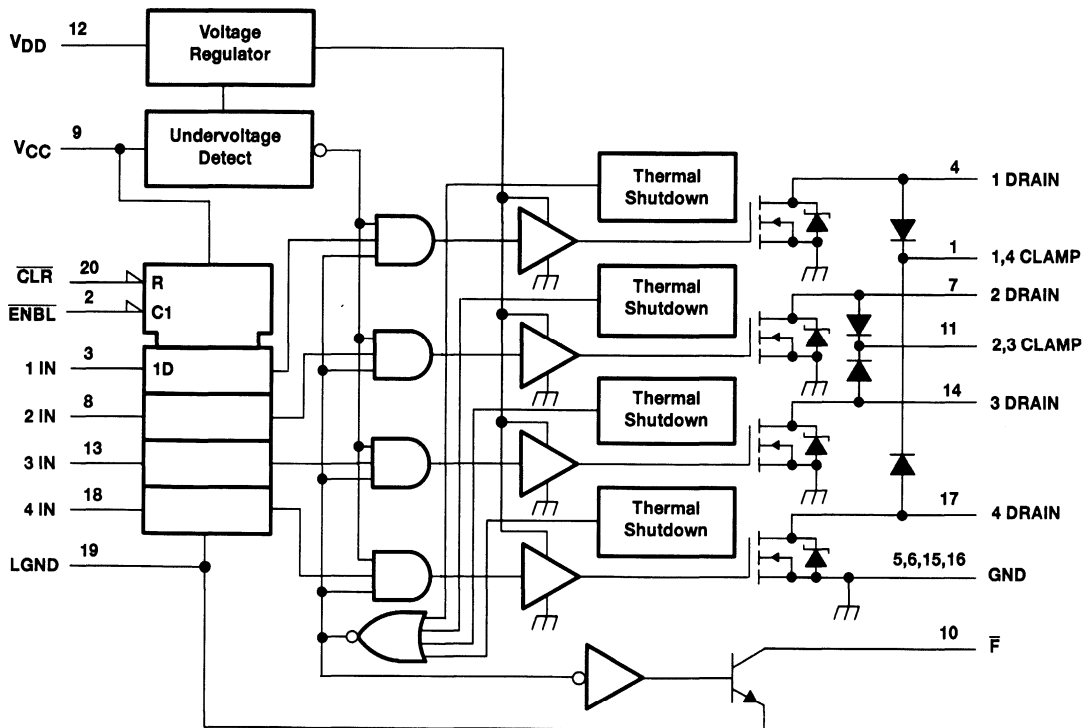 12
VDD
Voltage
Regulator
9
VCC
Undervoltage
Detect
Thermal
Shutdown
4
1 DRAIN
1
1,4 CLAMP
20
CLR
R
2
ENBL
C1
Thermal
Shutdown
7
2 DRAIN
11
2,3 CLAMP
3
1 IN
1D
8
2 IN
Thermal
Shutdown
14
3 DRAIN
13
3 IN
18
4 IN
Thermal
Shutdown
17
4 DRAIN
19
LGND
5,6,15,16
GND
10
F